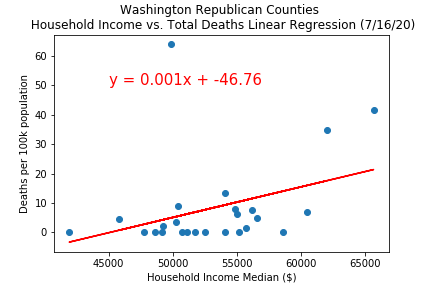 Washington Republican Counties
Household Income vs. Total Deaths Linear Regression (7/16/20)
60
50
40
30
20
10
0
Deaths per 100k population
y = 0.001x + -46.76
45000 50000 55000 60000 65000
Household Income Median ($)